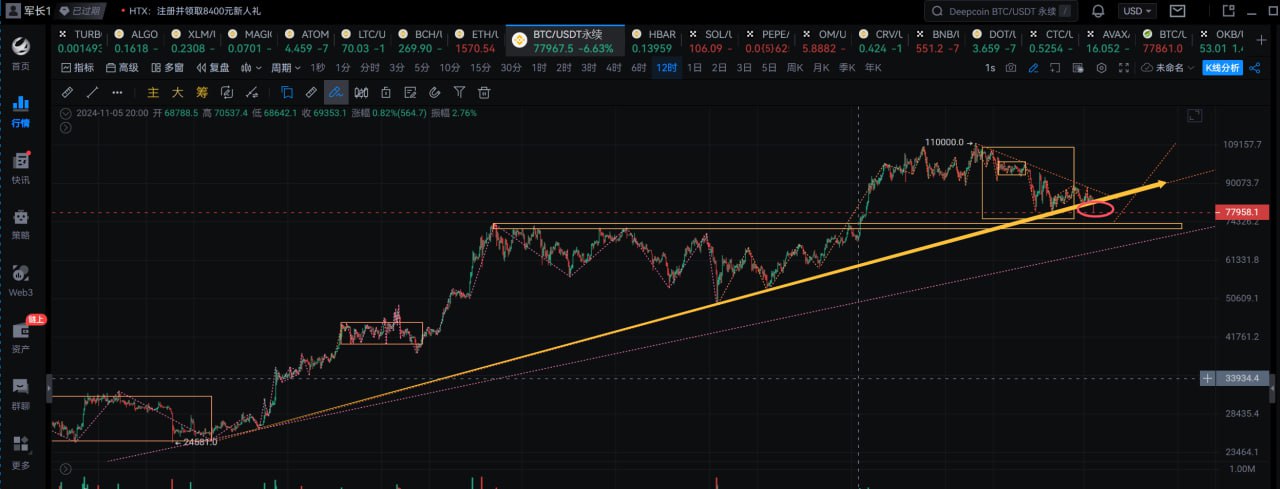 军长1 已过期 HTX：注册并领取8400元新人礼 Deepcoin BTC/USDT 永续 / USD
TURB ALGO XLM/ MAGI ATOM LTC/U BCH/U ETH/U BTC/USDT永续 HBAR SOL/U PEPE/ OM/U CRV/U BNB/U DOT/U CTC/U AVAX/ BTC/L OKB/U
0.00149 0.1618 - 0.2308 - 0.0701 - 4.459 -7 70.03 -1 269.90 - 1570.54 77967.5 -6.63% 0.13959 106.09 - 0.0{5}62 5.8882 - 0.424 -1 551.2 -7 3.659 -7 0.5254 - 16.052 - 77861.0 53.01
首页
指标 高级 多窗 复盘 周期 1秒 1分 分时 3分 5分 10分 15分 30分 1时 2时 3时 4时 6时 12时 1日 2日 3日 5日 周K 月K 季K 年K 1s 未命名 K线分析
主 大 筹
行情
2024-11-05 20:00 开 68788.5 高 70537.4 低 68642.1 收 69353.1 涨幅 0.82%(564.7) 振幅 2.76%
110000.0→
109157.7
快讯
90073.7
77958.1
74326.2
策略
61331.8
Web3
50609.1
链上
41761.2
资产
33934.4
群聊
28435.4
←24681.0
23464.1
更多
1.00M